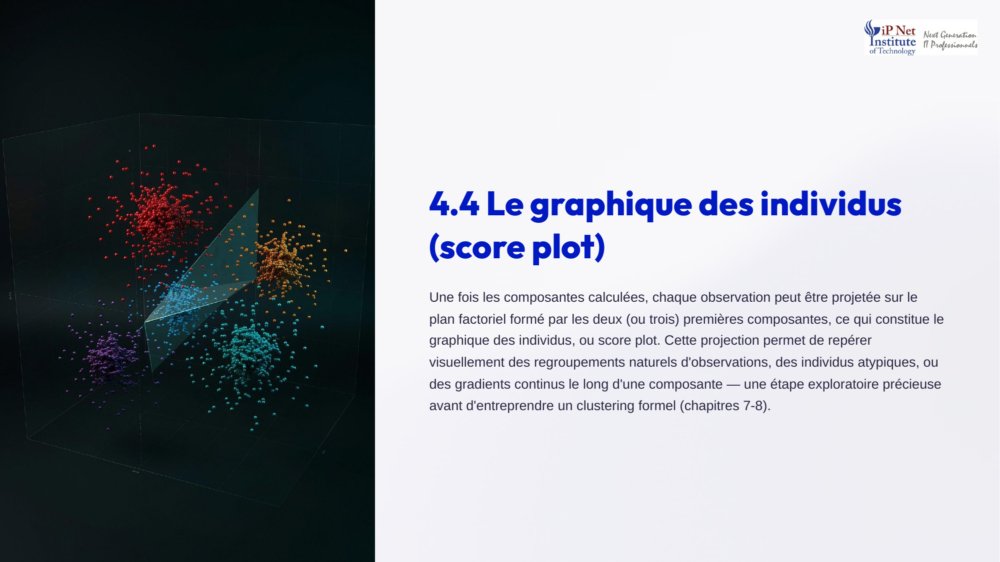 iP Net
Institute
of Technology
Next Generation
IT Professionnels
4.4 Le graphique des individus
(score plot)
Une fois les composantes calculées, chaque observation peut être projetée sur le
plan factoriel formé par les deux (ou trois) premières composantes, ce qui constitue le
graphique des individus, ou score plot. Cette projection permet de repérer
visuellement des regroupements naturels d'observations, des individus atypiques, ou
des gradients continus le long d'une composante — une étape exploratoire précieuse
avant d'entreprendre un clustering formel (chapitres 7-8).